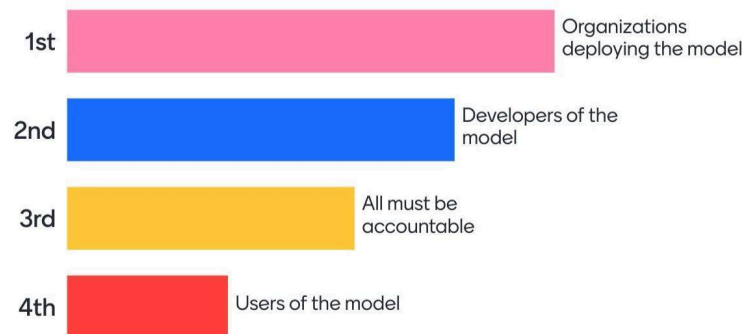 1st
Organizations
deploying the model
2nd
Developers of the
model
3rd
All must be
accountable
4th
Users of the model